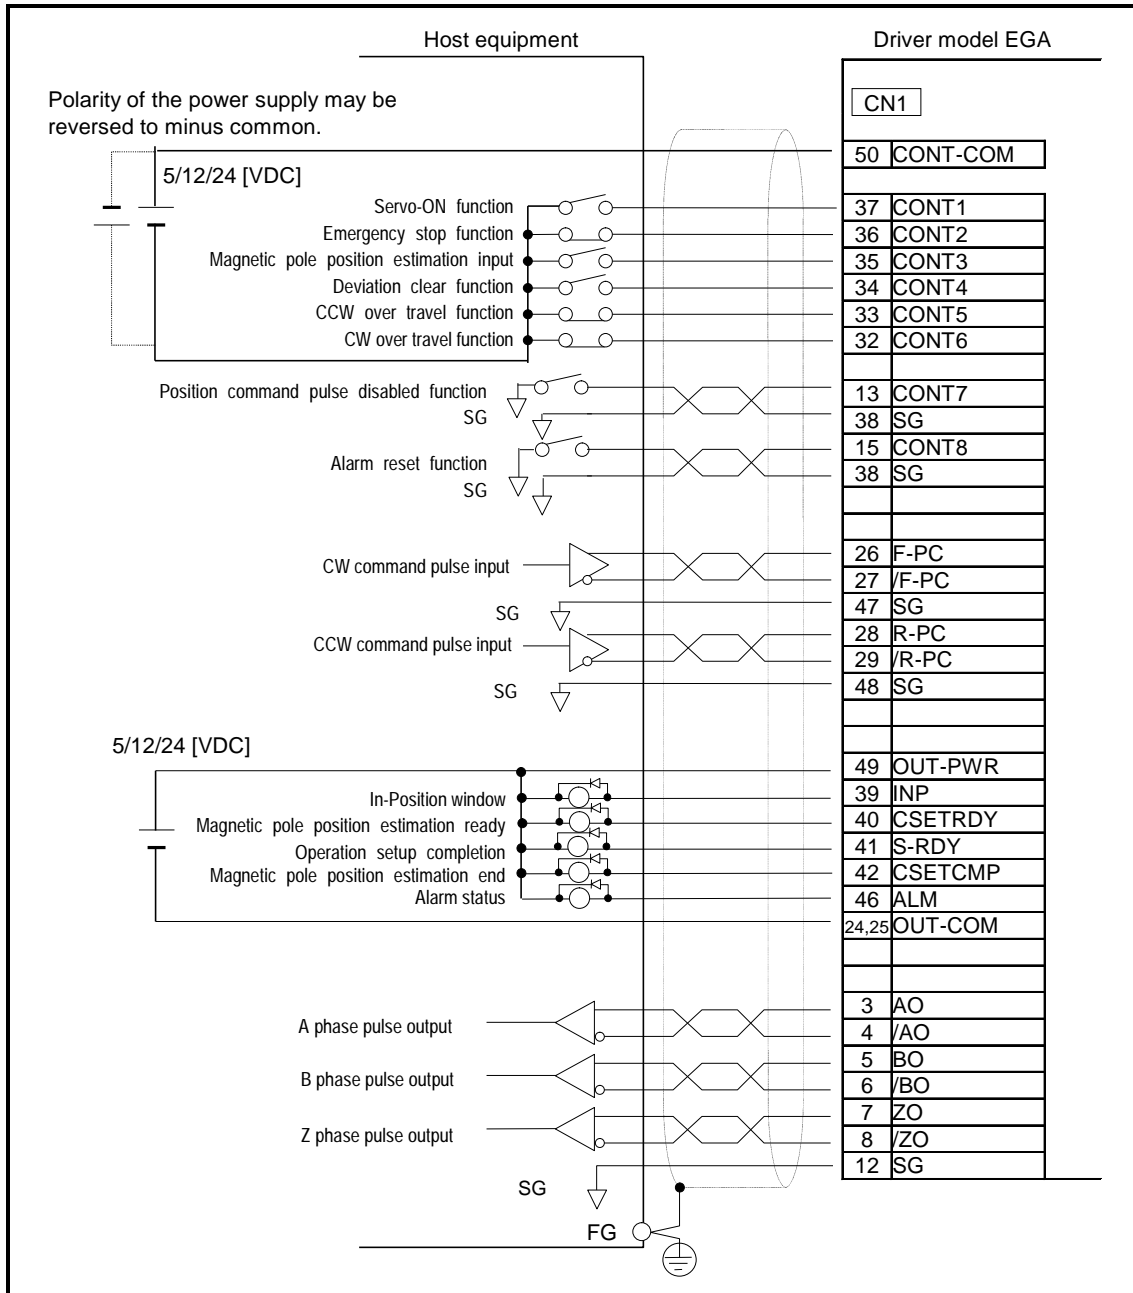 Host equipment
Driver model EGA
CN1
Polarity of the power supply may be
reversed to minus common.
5/12/24 [VDC]
50 CONT-COM
Servo-ON function
37 CONT1
Emergency stop function
36 CONT2
Magnetic pole position estimation input
35 CONT3
Deviation clear function
34 CONT4
CCW over travel function
33 CONT5
CW over travel function
32 CONT6
Position command pulse disabled function
13 CONT7
SG
38 SG
Alarm reset function
15 CONT8
SG
38 SG
CW command pulse input
26 F-PC
27 /F-PC
SG
47 SG
CCW command pulse input
28 R-PC
29 /R-PC
SG
48 SG
5/12/24 [VDC]
49 OUT-PWR
In-Position window
39 INP
Magnetic pole position estimation ready
40 CSETRDY
Operation setup completion
41 S-RDY
Magnetic pole position estimation end
42 CSETCMP
Alarm status
46 ALM
24,25 OUT-COM
A phase pulse output
3 AO
4 /AO
B phase pulse output
5 BO
6 /BO
Z phase pulse output
7 ZO
8 /ZO
SG
12 SG
FG